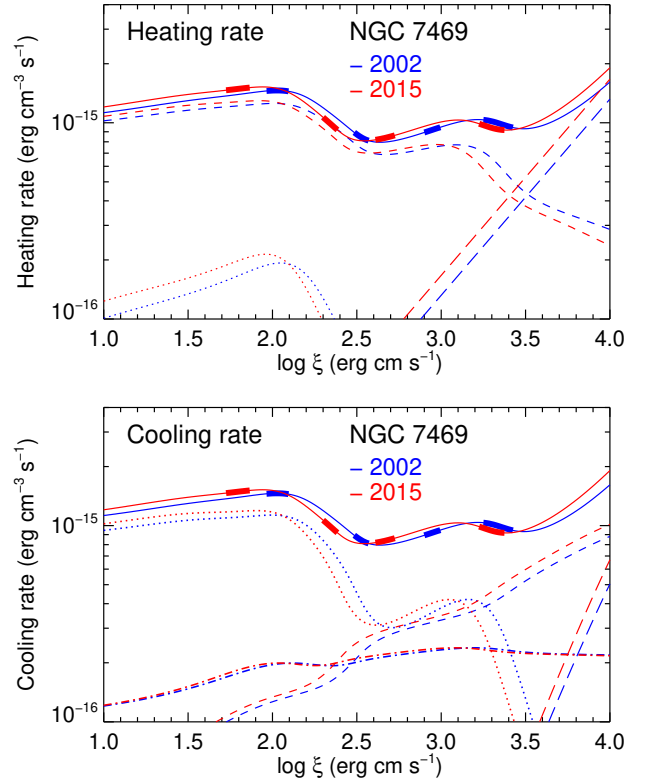 Heating rate NGC 7469
– 2002
– 2015
10⁻¹⁵
10⁻¹⁶
Heating rate (erg cm⁻³ s⁻¹)
1.0 1.5 2.0 2.5 3.0 3.5 4.0
log ξ (erg cm s⁻¹)
Cooling rate NGC 7469
– 2002
– 2015
10⁻¹⁵
10⁻¹⁶
Cooling rate (erg cm⁻³ s⁻¹)
1.0 1.5 2.0 2.5 3.0 3.5 4.0
log ξ (erg cm s⁻¹)